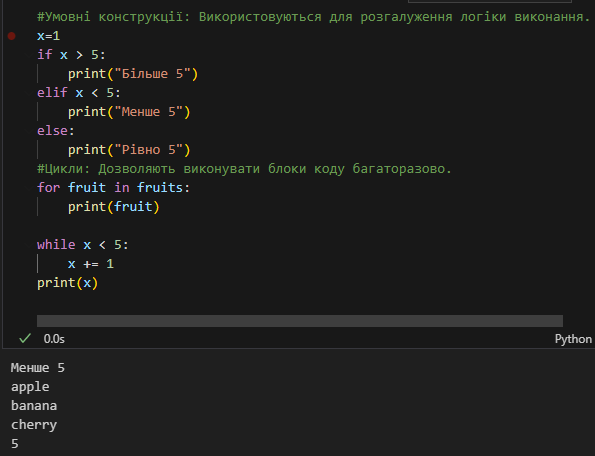 #Умовні конструкції: Використовуються для розгалуження логіки виконання.
x=1
if x > 5:
    print("Більше 5")
elif x < 5:
    print("Менше 5")
else:
    print("Рівно 5")
#Цикли: Дозволяють виконувати блоки коду багаторазово.
for fruit in fruits:
    print(fruit)
while x < 5:
    x += 1
print(x)
0.0s Python
Менше 5
apple
banana
cherry
5